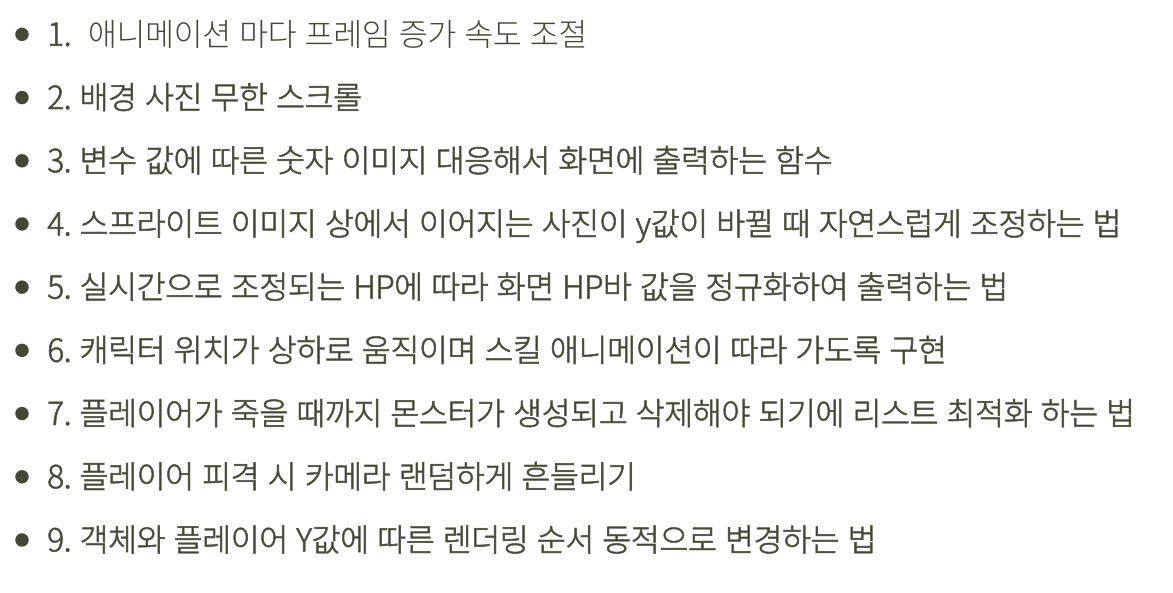 • 1. 애니메이션 마다 프레임 증가 속도 조절
• 2. 배경 사진 무한 스크롤
• 3. 변수 값에 따른 숫자 이미지 대응해서 화면에 출력하는 함수
• 4. 스프라이트 이미지 상에서 이어지는 사진이 y값이 바뀔 때 자연스럽게 조정하는 법
• 5. 실시간으로 조정되는 HP에 따라 화면 HP바 값을 정규화하여 출력하는 법
• 6. 캐릭터 위치가 상하로 움직이며 스킬 애니메이션이 따라 가도록 구현
• 7. 플레이어가 죽을 때까지 몬스터가 생성되고 삭제해야 되기에 리스트 최적화 하는 법
• 8. 플레이어 피격 시 카메라 랜덤하게 흔들리기
• 9. 객체와 플레이어 Y값에 따른 렌더링 순서 동적으로 변경하는 법